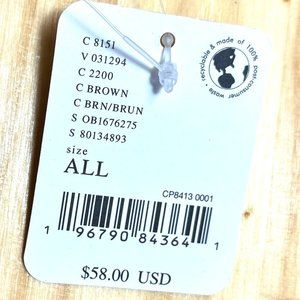 C 8151
V 031294
C 2200
C BROWN
C BRN/BRUN
S OB1676275
S 80134893
size
ALL
recyclable & made of 100% post-consumer waste
CP8413 0001
1 96790 84364 1
$58.00 USD